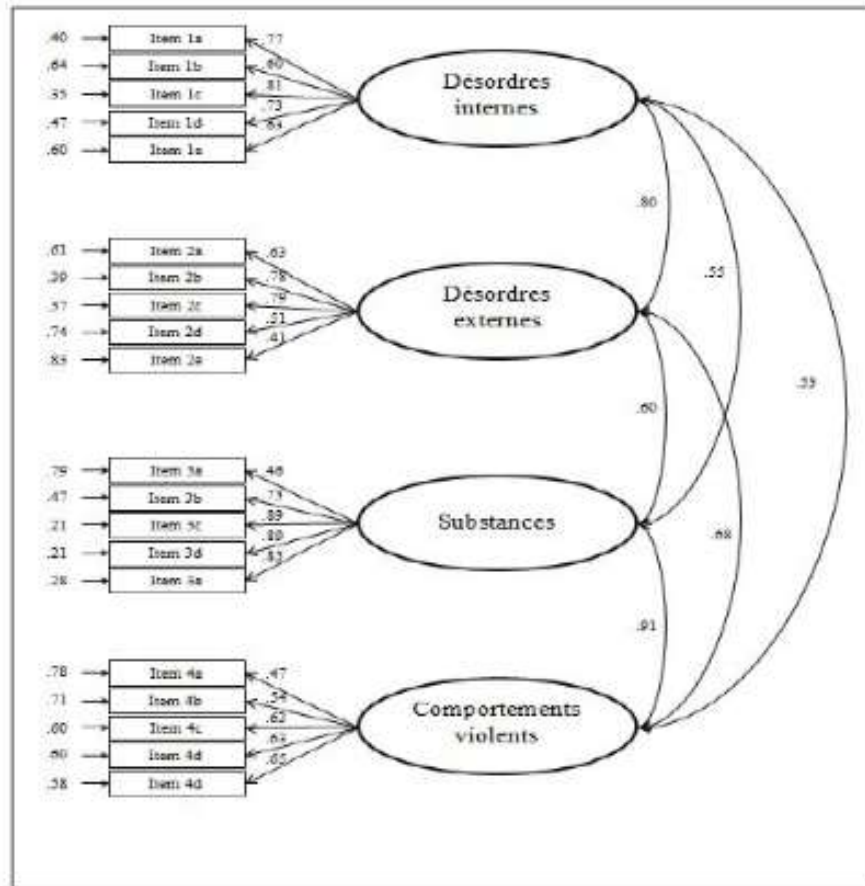 .40 Item 1a .77
.64 Item 1b .60
.35 Item 1c .81
.47 Item 1d .73
.60 Item 1e .63
Désordres
internes
.80
.55
.61 Item 2a .63
.39 Item 2b .78
.37 Item 2c .79
.74 Item 2d .51
.83 Item 2e .41
Désordres
externes
.60
.79 Item 3a .46
.47 Item 3b .73
.21 Item 3c .89
.21 Item 3d .89
.28 Item 3e .85
Substances
.68
.91
.78 Item 4a .47
.71 Item 4b .54
.60 Item 4c .62
.60 Item 4d .63
.58 Item 4d .65
Comportements
violents